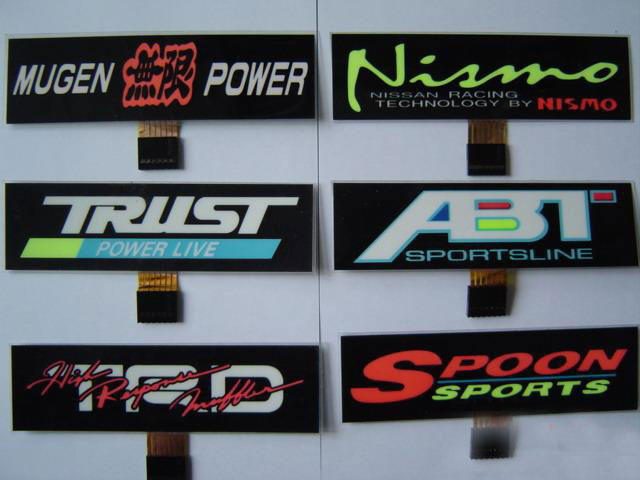 MUGEN 無限 POWER
Nismo
NISSAN RACING
TECHNOLOGY BY NISMO
TRUST
POWER LIVE
ABT
SPORTSLINE
TRD
High Response Muffler
SPOON
SPORTS